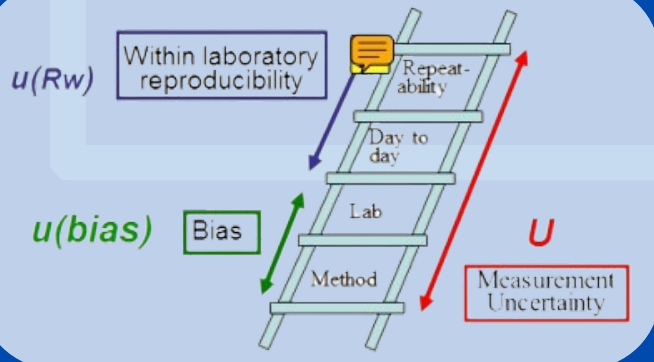 u(Rw)
Within laboratory
reproducibility
Repeat-
ability
Day to
day
u(bias)
Bias
Lab
Method
U
Measurement
Uncertainty